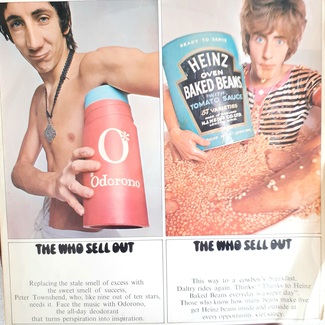 O
Odorono
READY TO SERVE
HEINZ
OVEN
BAKED BEANS
WITH
TOMATO SAUCE
57 VARIETIES
THE WHO SELL OUT
Replacing the stale smell of excess with
the sweet smell of success,
Peter Townshend, who, like nine out of ten stars,
needs it. Face the music with Odorono,
the all-day deodorant
that turns perspiration into inspiration.
THE WHO SELL OUT
This way to a cowboy's breakfast.
Daltry rides again. Thinks: "Thanks to Heinz
Baked Beans everyday is a super day".
Those who know how many beans make five
get Heinz beans inside and outside at
every opportunity. Get saucy.